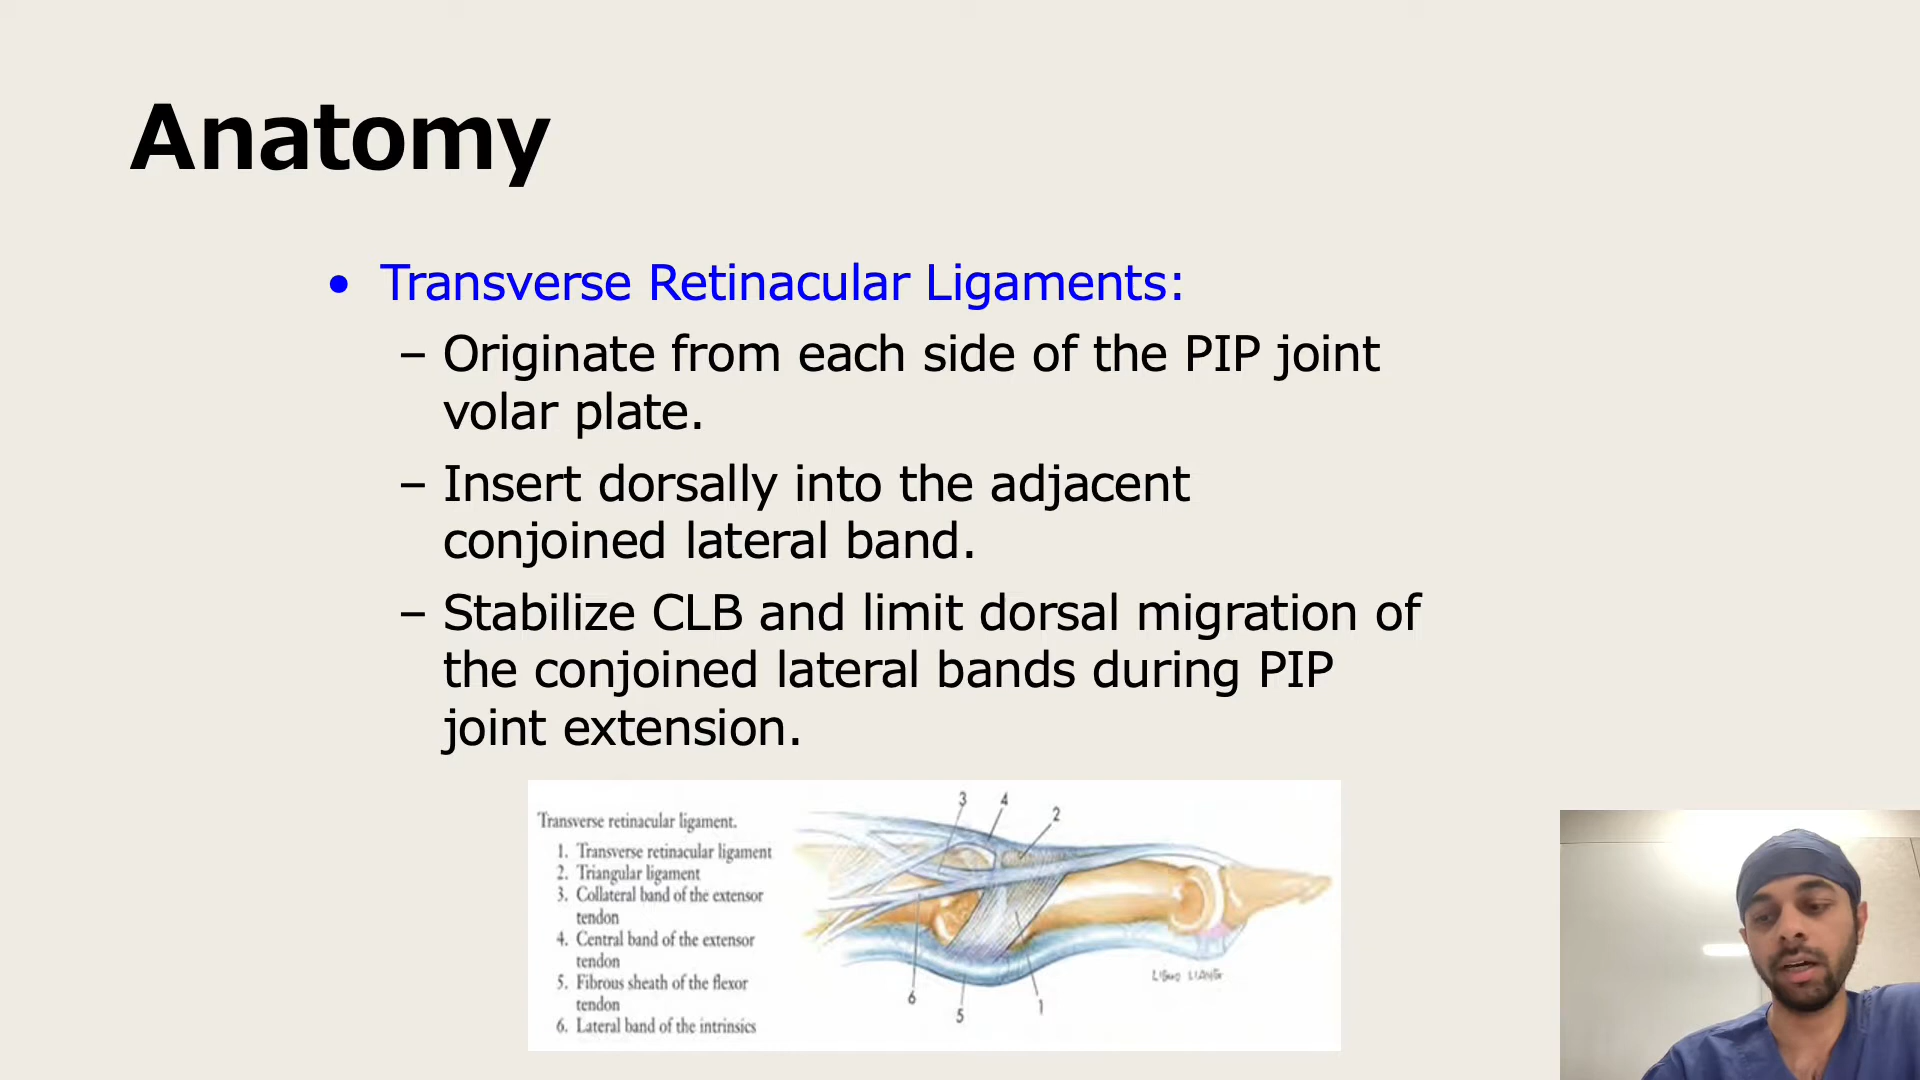 Anatomy
• Transverse Retinacular Ligaments:
– Originate from each side of the PIP joint
volar plate.
– Insert dorsally into the adjacent
conjoined lateral band.
– Stabilize CLB and limit dorsal migration of
the conjoined lateral bands during PIP
joint extension.
Transverse retinacular ligament.
1. Transverse retinacular ligament
2. Triangular ligament
3. Collateral band of the extensor
tendon
4. Central band of the extensor
tendon
5. Fibrous sheath of the flexor
tendon
6. Lateral band of the intrinsics
3 4 2
6 5 1